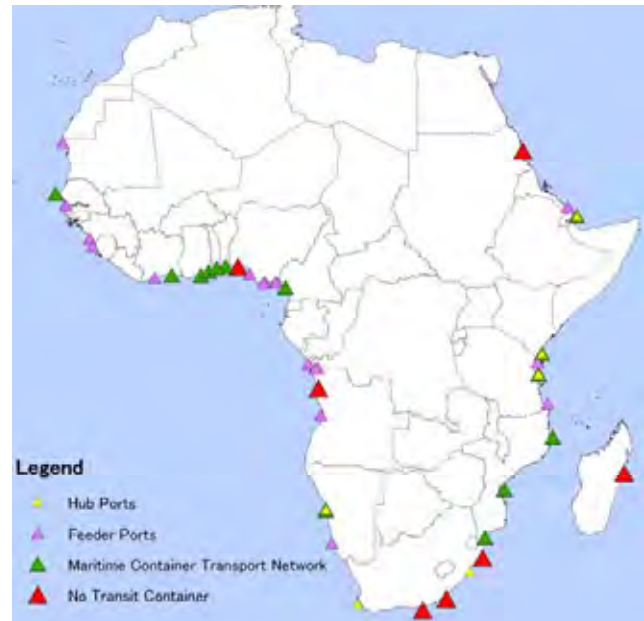 Legend
Hub Ports
Feeder Ports
Maritime Container Transport Network
No Transit Container